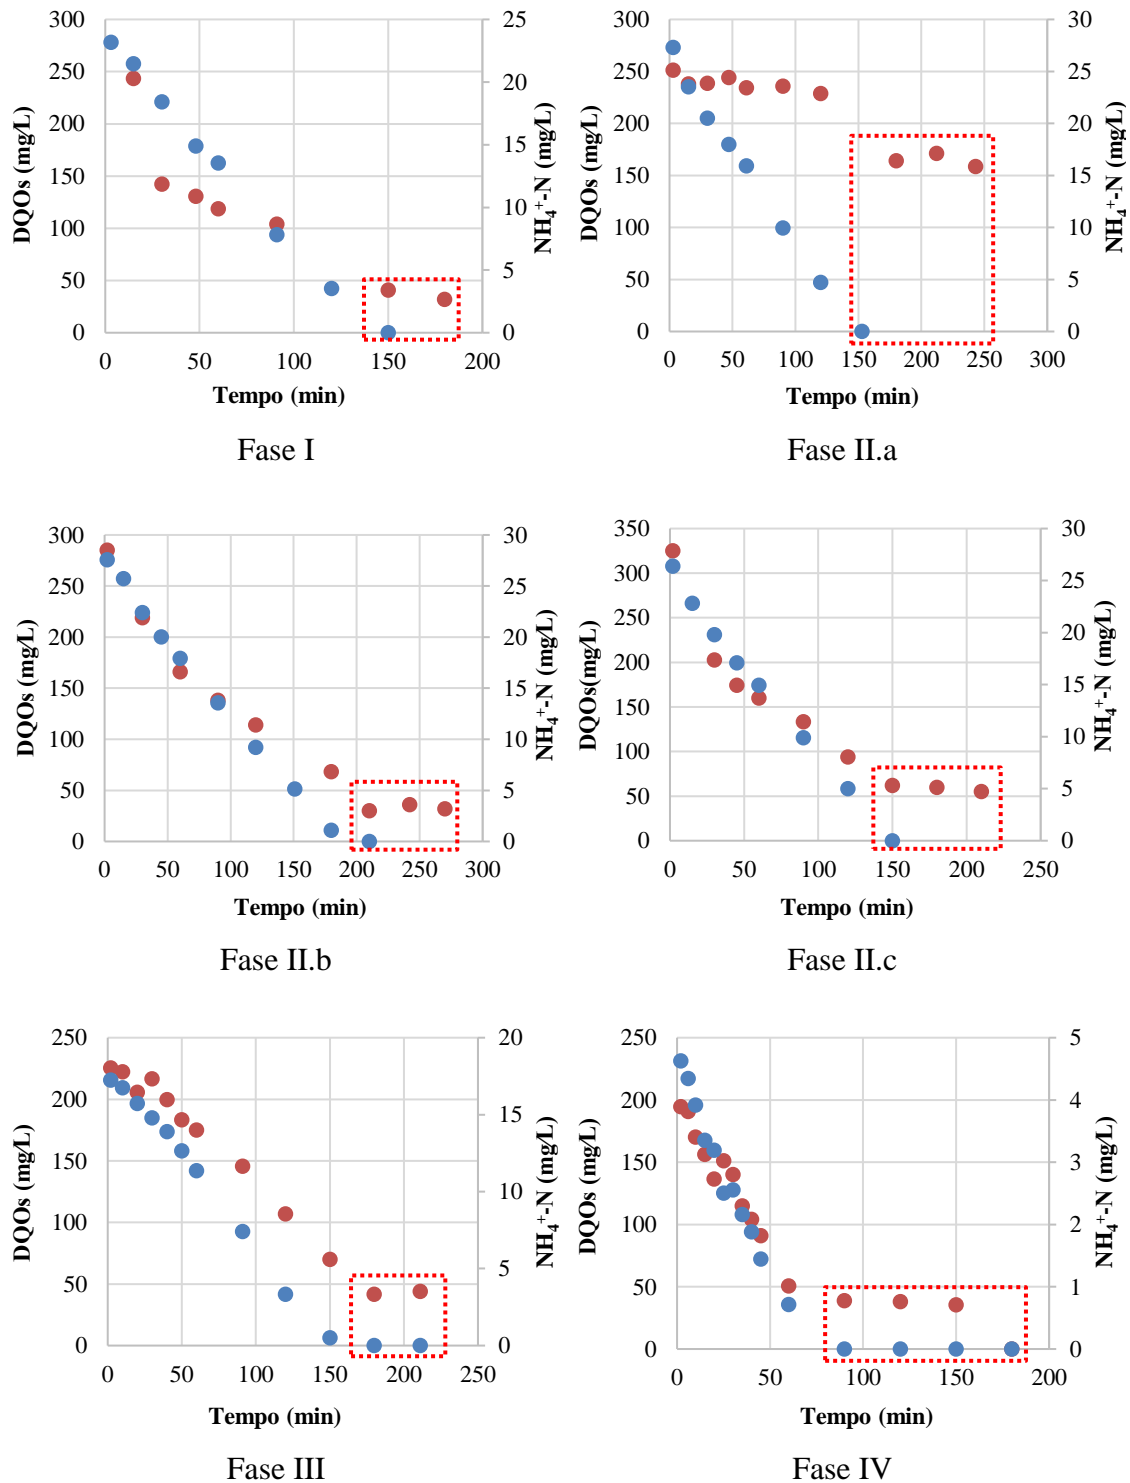 300
250
200
150
100
50
0
DQOs (mg/L)
25
20
15
10
5
0
NH₄⁺-N (mg/L)
0 50 100 150 200
Tempo (min)
Fase I
300
250
200
150
100
50
0
DQOs (mg/L)
30
25
20
15
10
5
0
NH₄⁺-N (mg/L)
0 50 100 150 200 250 300
Tempo (min)
Fase II.a
300
250
200
150
100
50
0
DQOs (mg/L)
30
25
20
15
10
5
0
NH₄⁺-N (mg/L)
0 50 100 150 200 250 300
Tempo (min)
Fase II.b
350
300
250
200
150
100
50
0
DQOs(mg/L)
30
25
20
15
10
5
0
NH₄⁺-N (mg/L)
0 50 100 150 200 250
Tempo (min)
Fase II.c
250
200
150
100
50
0
DQOs (mg/L)
20
15
10
5
0
NH₄⁺-N (mg/L)
0 50 100 150 200 250
Tempo (min)
Fase III
250
200
150
100
50
0
DQOs (mg/L)
5
4
3
2
1
0
NH₄⁺-N (mg/L)
0 50 100 150 200
Tempo (min)
Fase IV